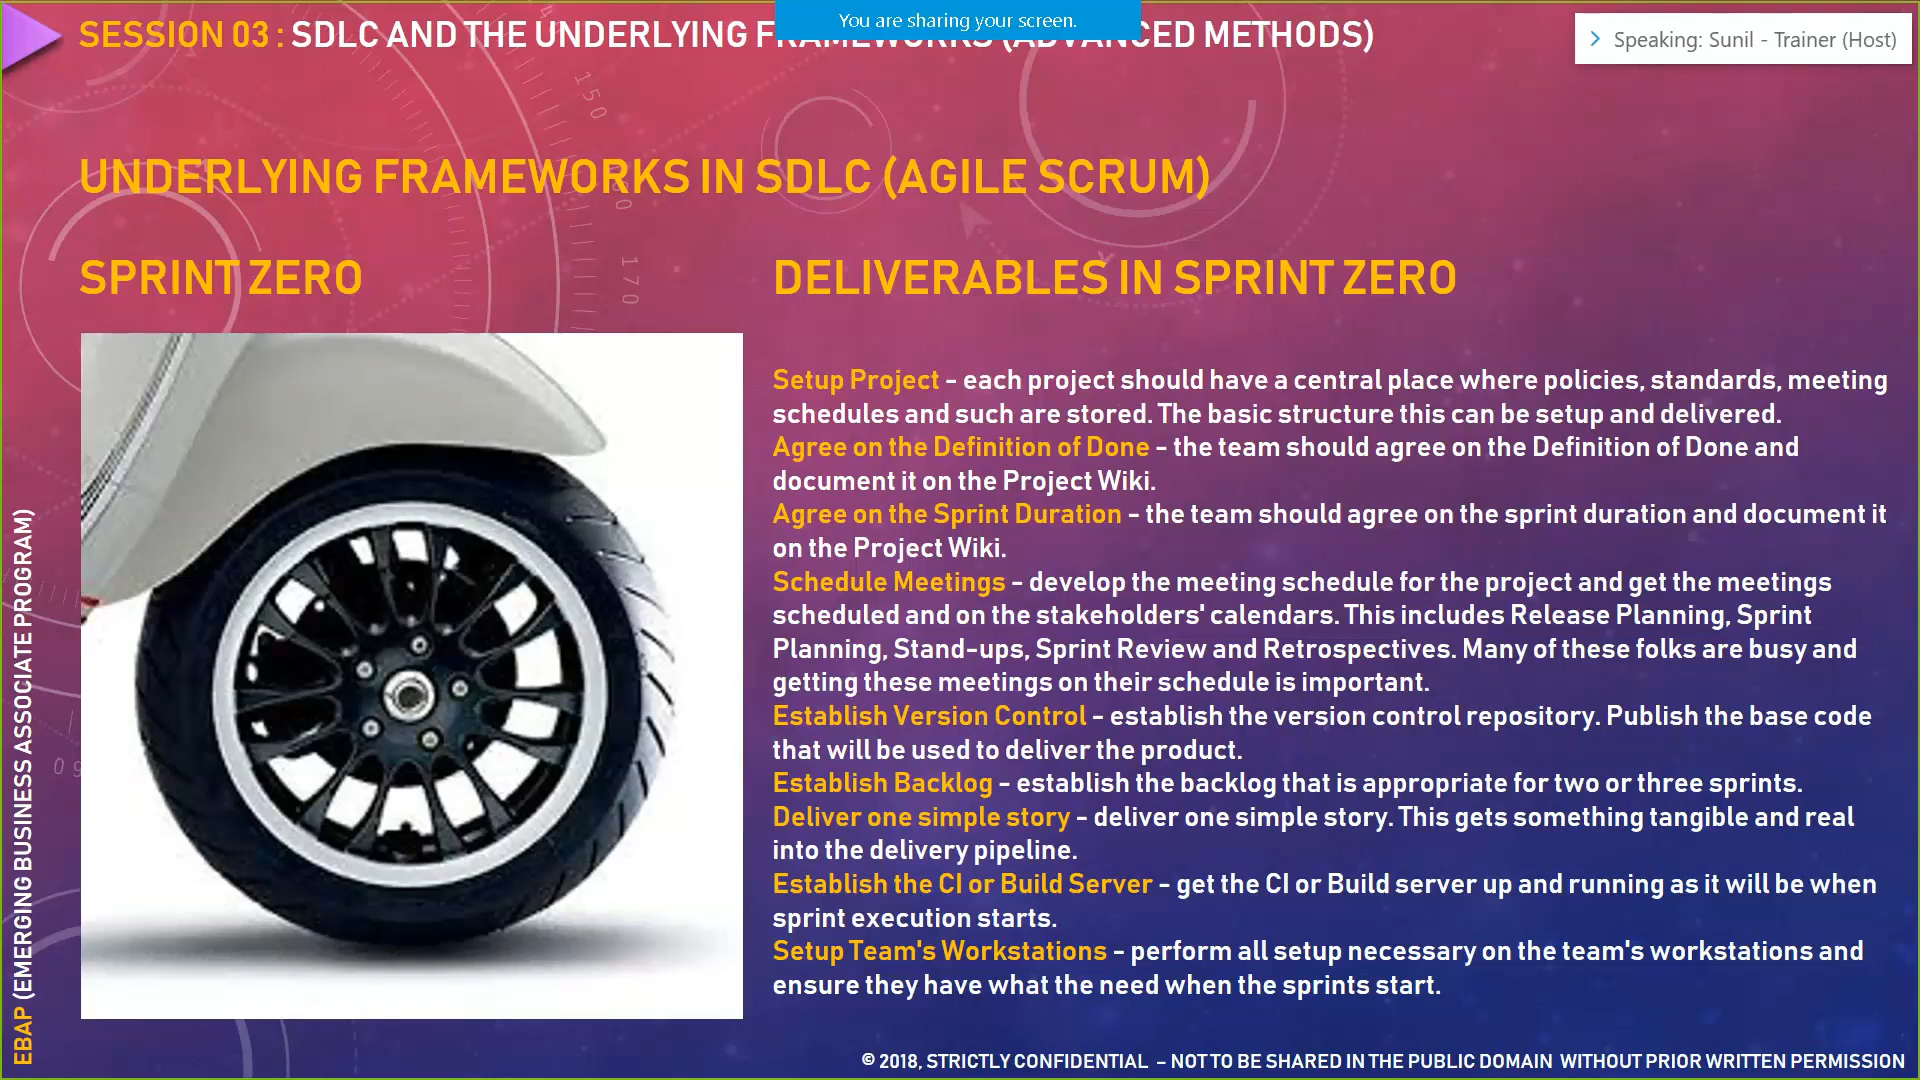 You are sharing your screen.
SESSION 03 : SDLC AND THE UNDERLYING FRAMEWORKS (ADVANCED METHODS)
Speaking: Sunil - Trainer (Host)
UNDERLYING FRAMEWORKS IN SDLC (AGILE SCRUM)
SPRINT ZERO
DELIVERABLES IN SPRINT ZERO
Setup Project – each project should have a central place where policies, standards, meeting
schedules and such are stored. The basic structure this can be setup and delivered.
Agree on the Definition of Done – the team should agree on the Definition of Done and
document it on the Project Wiki.
Agree on the Sprint Duration – the team should agree on the sprint duration and document it
on the Project Wiki.
Schedule Meetings – develop the meeting schedule for the project and get the meetings
scheduled and on the stakeholders' calendars. This includes Release Planning, Sprint
Planning, Stand-ups, Sprint Review and Retrospectives. Many of these folks are busy and
getting these meetings on their schedule is important.
Establish Version Control – establish the version control repository. Publish the base code
that will be used to deliver the product.
Establish Backlog – establish the backlog that is appropriate for two or three sprints.
Deliver one simple story – deliver one simple story. This gets something tangible and real
into the delivery pipeline.
Establish the CI or Build Server – get the CI or Build server up and running as it will be when
sprint execution starts.
Setup Team's Workstations – perform all setup necessary on the team's workstations and
ensure they have what the need when the sprints start.
EBAP (EMERGING BUSINESS ASSOCIATE PROGRAM)
150
170
© 2018, STRICTLY CONFIDENTIAL – NOT TO BE SHARED IN THE PUBLIC DOMAIN WITHOUT PRIOR WRITTEN PERMISSION